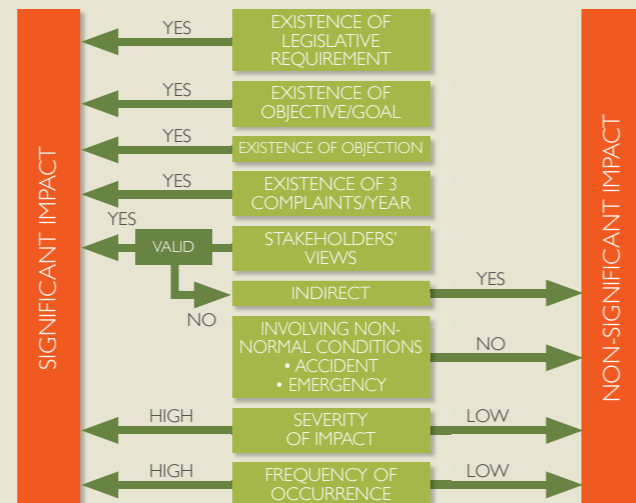 SIGNIFICANT IMPACT
YES
EXISTENCE OF
LEGISLATIVE
REQUIREMENT
YES
EXISTENCE OF
OBJECTIVE/GOAL
YES
EXISTENCE OF OBJECTION
YES
EXISTENCE OF 3
COMPLAINTS/YEAR
YES
VALID
STAKEHOLDERS'
VIEWS
NO
INDIRECT
YES
INVOLVING NON-
NORMAL CONDITIONS
• ACCIDENT
• EMERGENCY
NO
HIGH
SEVERITY
OF IMPACT
LOW
HIGH
FREQUENCY OF
OCCURRENCE
LOW
NON-SIGNIFICANT IMPACT